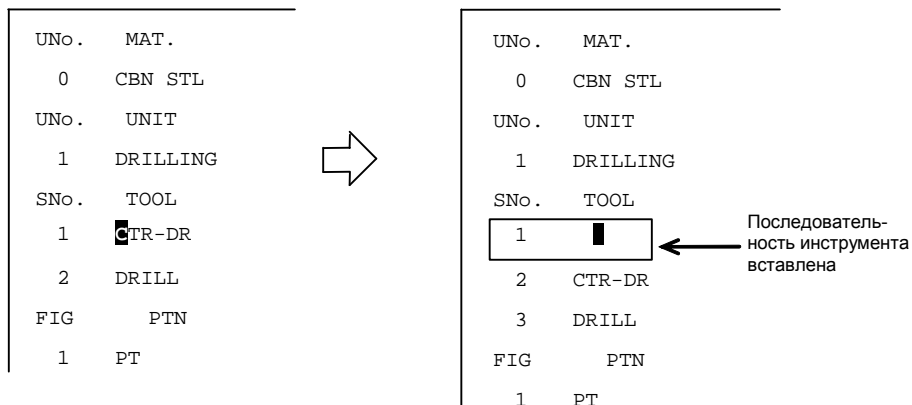 UNo. MAT.
0 CBN STL
UNo. UNIT
1 DRILLING
SNo. TOOL
1 CTR-DR
2 DRILL
FIG PTN
1 PT
UNo. MAT.
0 CBN STL
UNo. UNIT
1 DRILLING
SNo. TOOL
1
2 CTR-DR
3 DRILL
FIG PTN
1 PT
Последователь-
ность инструмента
вставлена